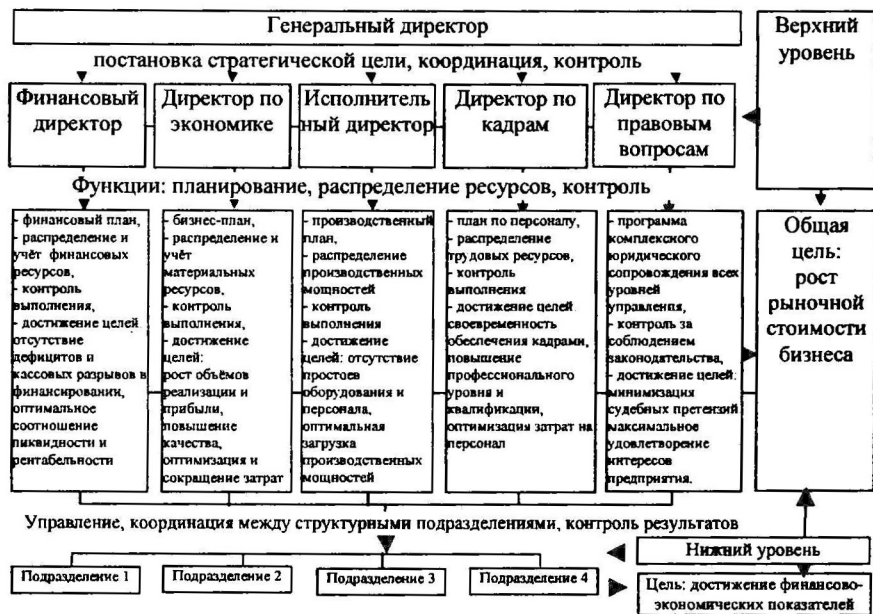 Генеральный директор
Верхний
уровень
постановка стратегической цели, координация, контроль
Финансовый
директор
Директор по
экономике
Исполнитель
ный директор
Директор по
кадрам
Директор по
правовым
вопросам
Функции: планирование, распределение ресурсов, контроль
- финансовый план,
- распределение и
учёт финансовых
ресурсов,
- контроль
выполнения,
- достижение целей
отсутствие
дефицитов и
кассовых разрывов в
финансировании,
оптимальное
соотношение
ликвидности и
рентабельности
- бизнес-план,
- распределение и
учёт
материальных
ресурсов,
- контроль
выполнения,
- достижение
целей:
рост объёмов
реализации и
прибыли,
повышение
качества,
оптимизация и
сокращение затрат
- производственный
план,
- распределение
производственных
мощностей
- контроль
выполнения
- достижение
целей: отсутствие
простоев
оборудования и
персонала,
оптимальная
загрузка
производственных
мощностей
- план по персоналу,
- распределение
трудовых ресурсов,
- контроль
выполнения
- достижение целей
своевременность
обеспечения кадрами,
повышение
профессионального
уровня и
квалификации,
оптимизация затрат на
персонал
- программа
комплексного
юридического
сопровождения всех
уровней
управления,
- контроль за
соблюдением
законодательства,
- достижение целей:
минимизация
судебных претензий
максимальное
удовлетворение
интересов
предприятия.
Общая
цель:
рост
рыночной
стоимости
бизнеса
Управление, координация между структурными подразделениями, контроль результатов
Нижний уровень
Подразделение 1
Подразделение 2
Подразделение 3
Подразделение 4
Цель: достижение финансово-
экономических показателей